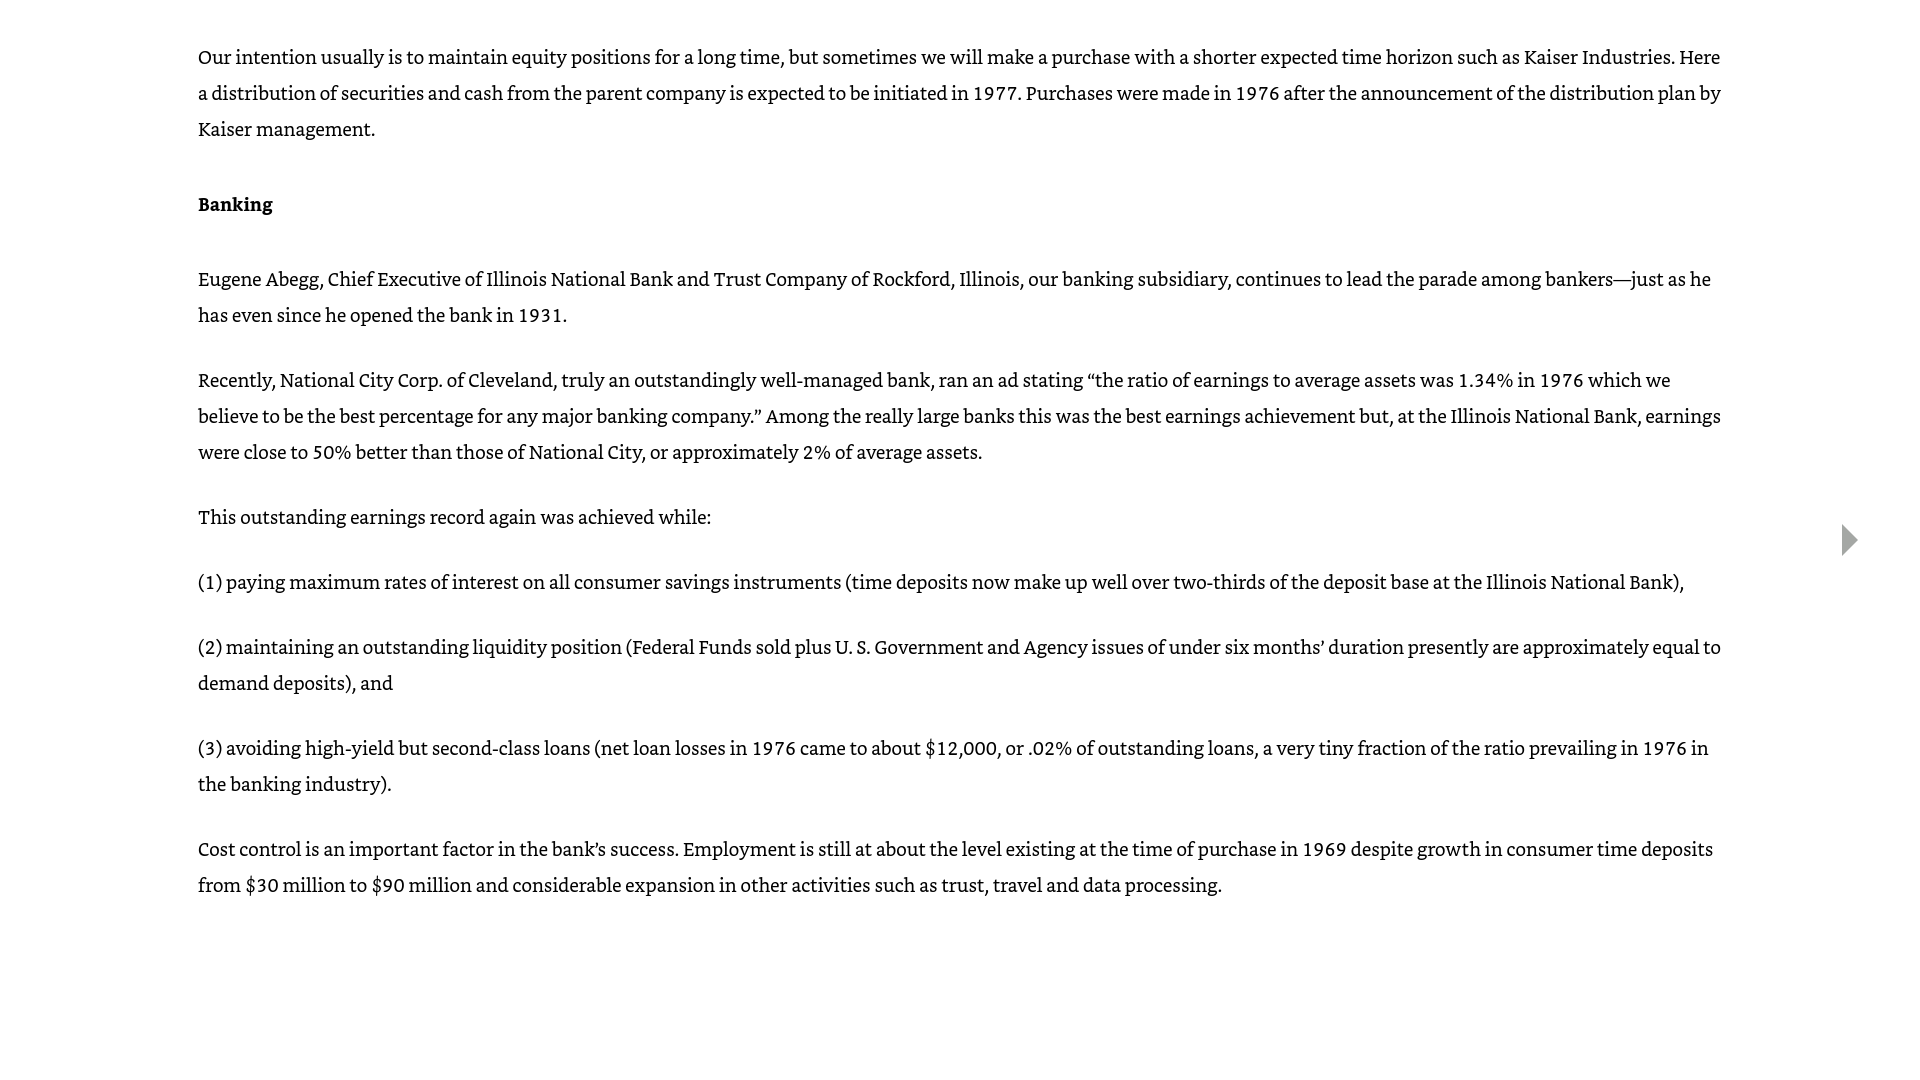 Our intention usually is to maintain equity positions for a long time, but sometimes we will make a purchase with a shorter expected time horizon such as Kaiser Industries. Here
a distribution of securities and cash from the parent company is expected to be initiated in 1977. Purchases were made in 1976 after the announcement of the distribution plan by
Kaiser management.
Banking
Eugene Abegg, Chief Executive of Illinois National Bank and Trust Company of Rockford, Illinois, our banking subsidiary, continues to lead the parade among bankers—just as he
has even since he opened the bank in 1931.
Recently, National City Corp. of Cleveland, truly an outstandingly well-managed bank, ran an ad stating “the ratio of earnings to average assets was 1.34% in 1976 which we
believe to be the best percentage for any major banking company.” Among the really large banks this was the best earnings achievement but, at the Illinois National Bank, earnings
were close to 50% better than those of National City, or approximately 2% of average assets.
This outstanding earnings record again was achieved while:
(1) paying maximum rates of interest on all consumer savings instruments (time deposits now make up well over two-thirds of the deposit base at the Illinois National Bank),
(2) maintaining an outstanding liquidity position (Federal Funds sold plus U. S. Government and Agency issues of under six months’ duration presently are approximately equal to
demand deposits), and
(3) avoiding high-yield but second-class loans (net loan losses in 1976 came to about $12,000, or .02% of outstanding loans, a very tiny fraction of the ratio prevailing in 1976 in
the banking industry).
Cost control is an important factor in the bank’s success. Employment is still at about the level existing at the time of purchase in 1969 despite growth in consumer time deposits
from $30 million to $90 million and considerable expansion in other activities such as trust, travel and data processing.